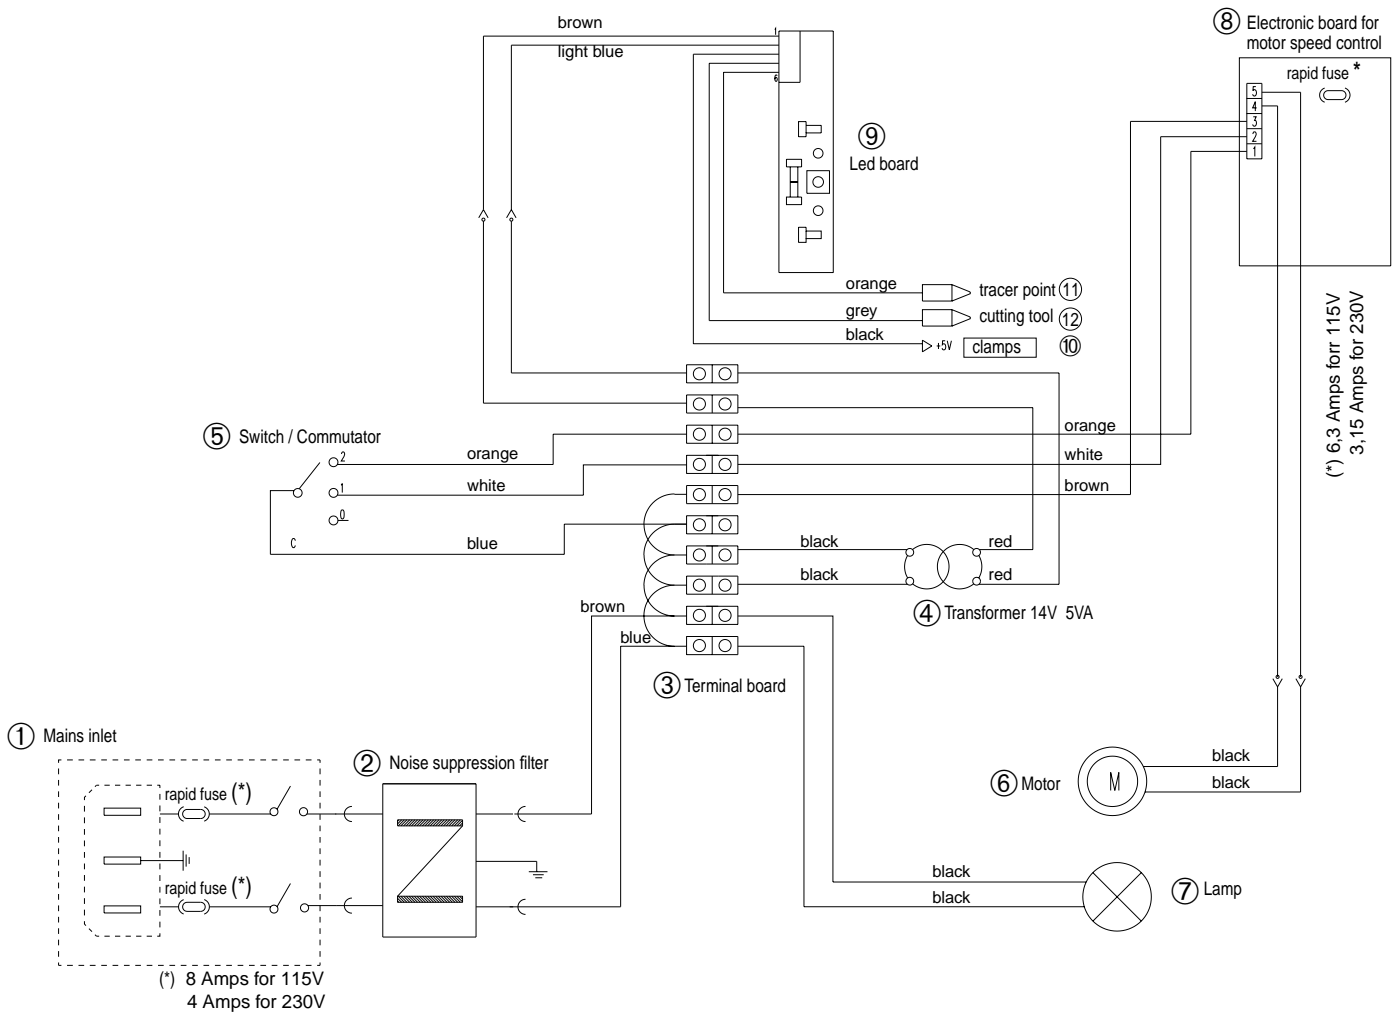 brown
light blue
1
6
⑨
Led board
⑧ Electronic board for
motor speed control
rapid fuse *
5
4
3
2
1
(*) 6,3 Amps forr 115V
3,15 Amps for 230V
orange
tracer point ⑪
grey
cutting tool ⑫
black
+5V
clamps
⑩
⑤ Switch / Commutator
2
1
0
C
orange
white
blue
orange
white
brown
black
black
red
red
④ Transformer 14V 5VA
brown
blue
③ Terminal board
① Mains inlet
rapid fuse (*)
rapid fuse (*)
(*) 8 Amps for 115V
4 Amps for 230V
② Noise suppression filter
⑥ Motor
M
black
black
black
black
⑦ Lamp